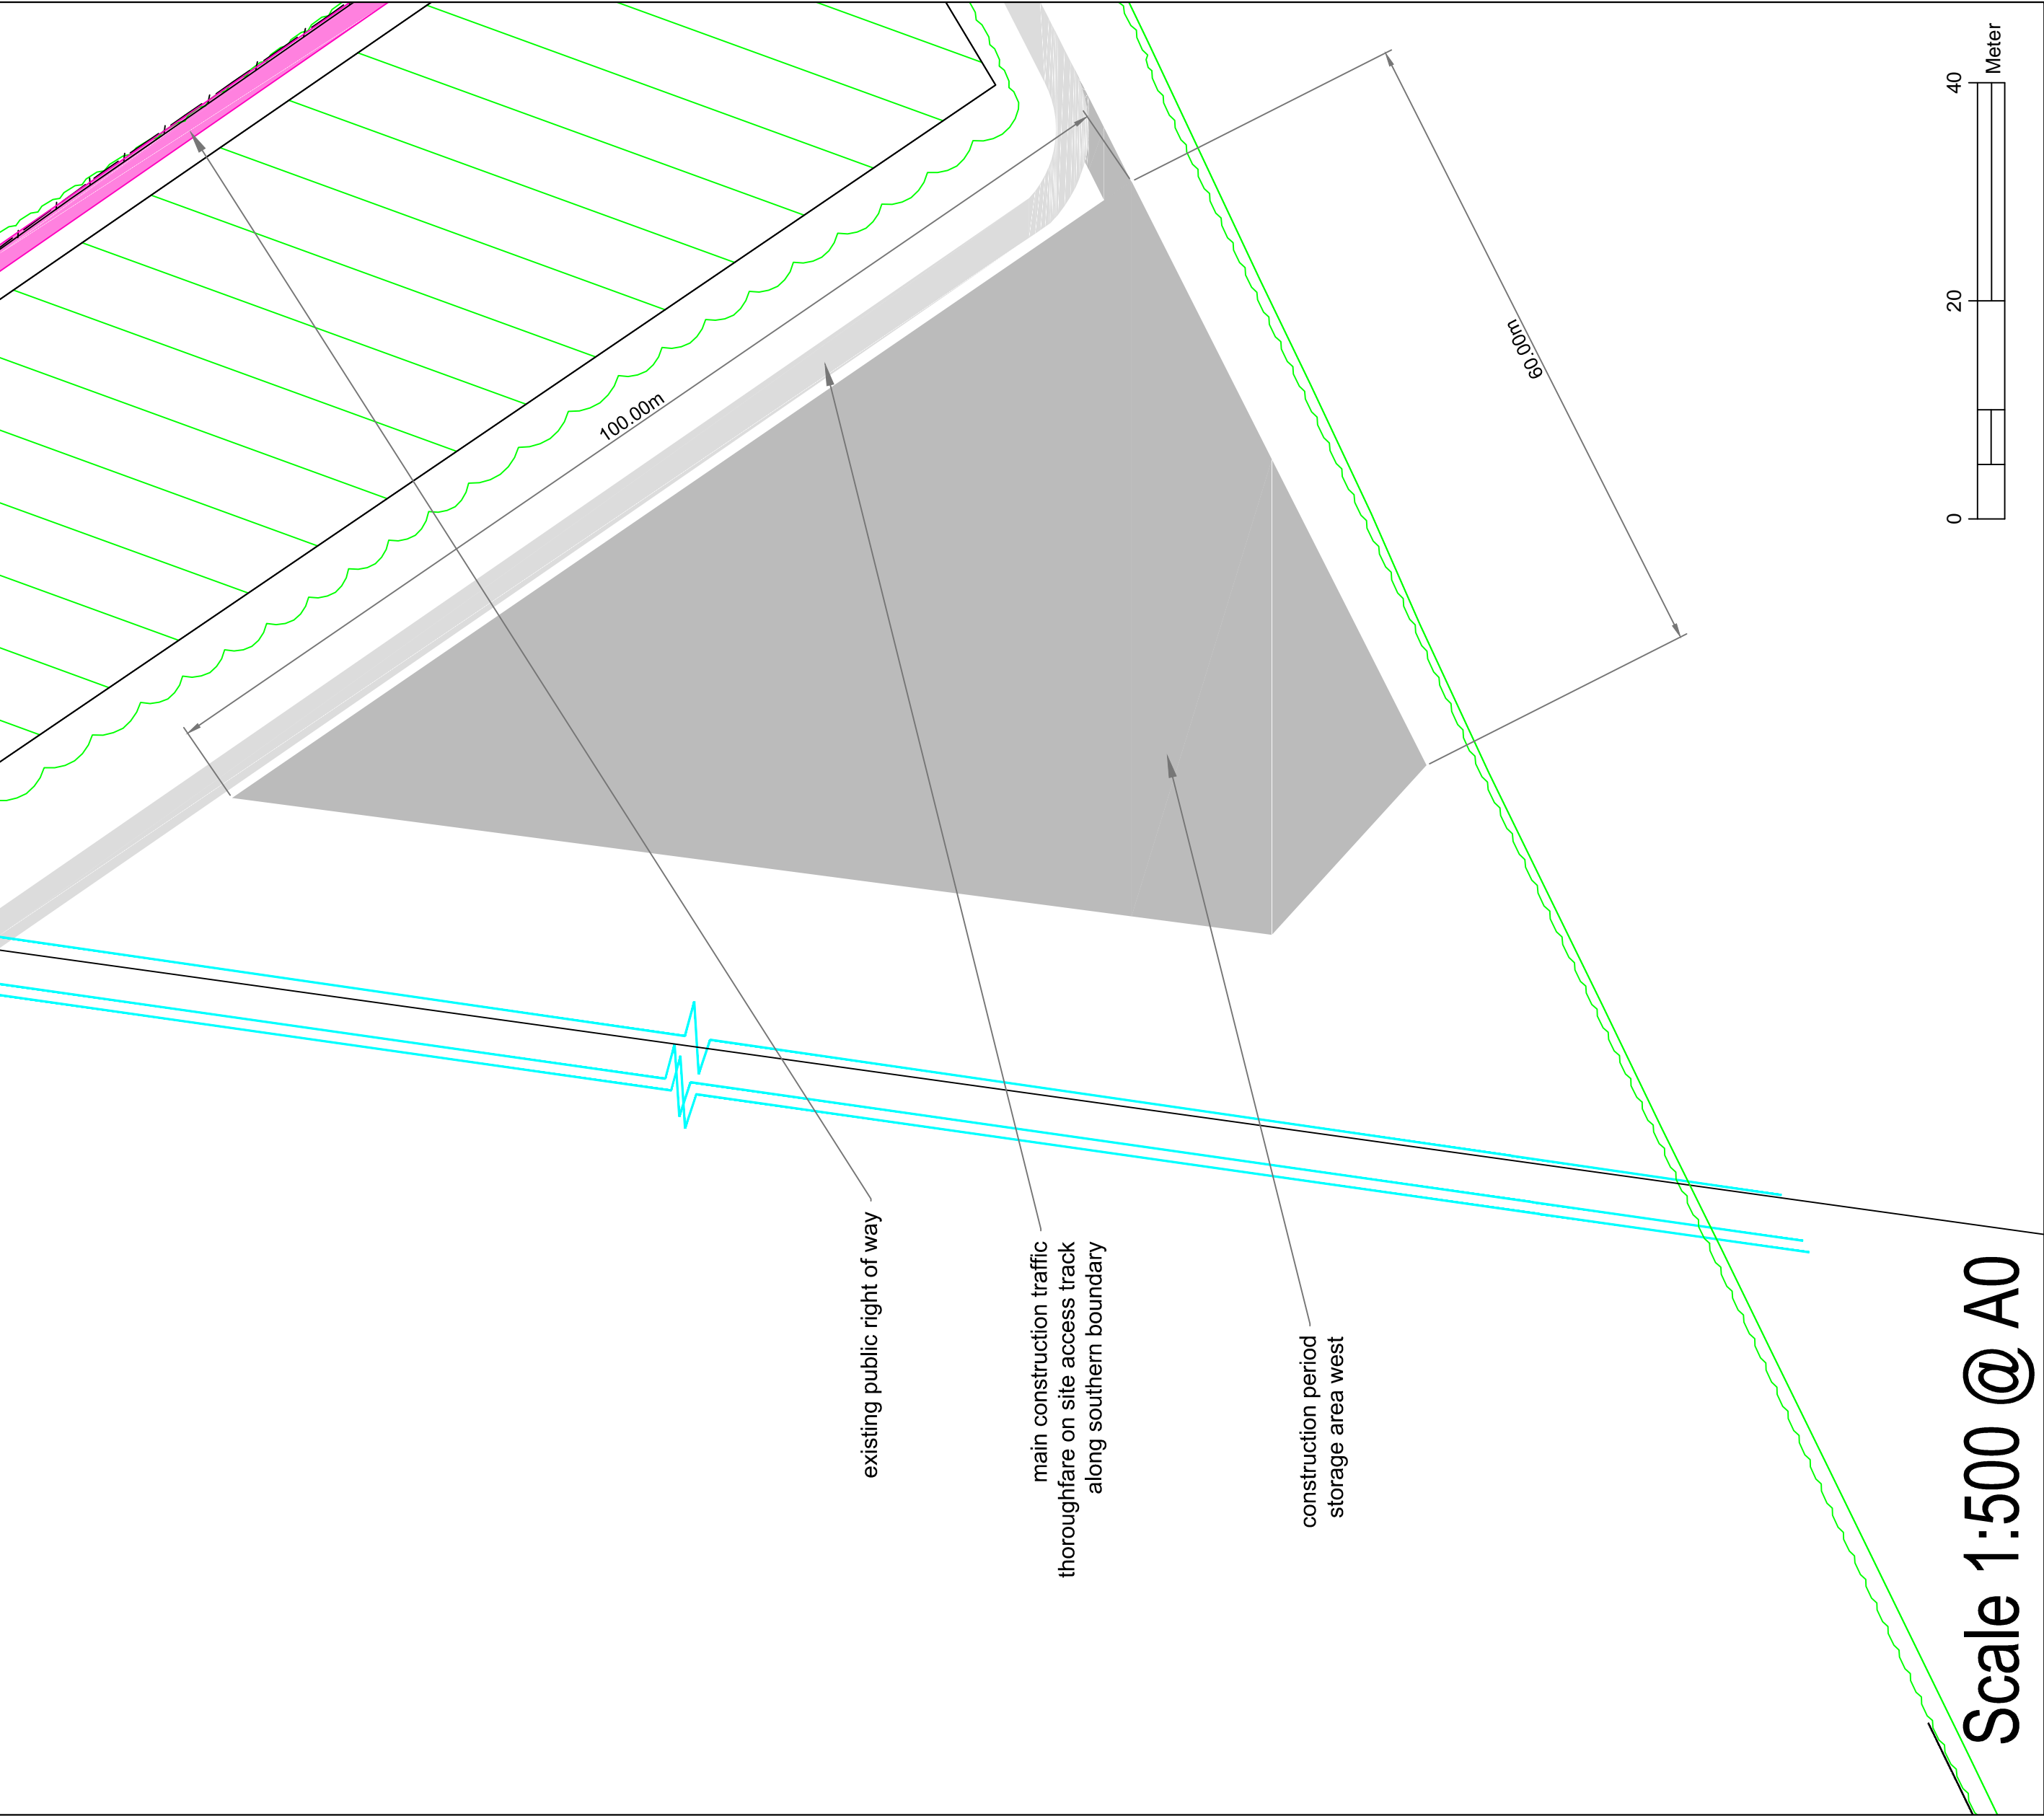 existing public right of way
main construction traffic
thoroughfare on site access track
along southern boundary
construction period
storage area west
100.00m
60.00m
0 20 40 Meter
Scale 1:500 @ A0